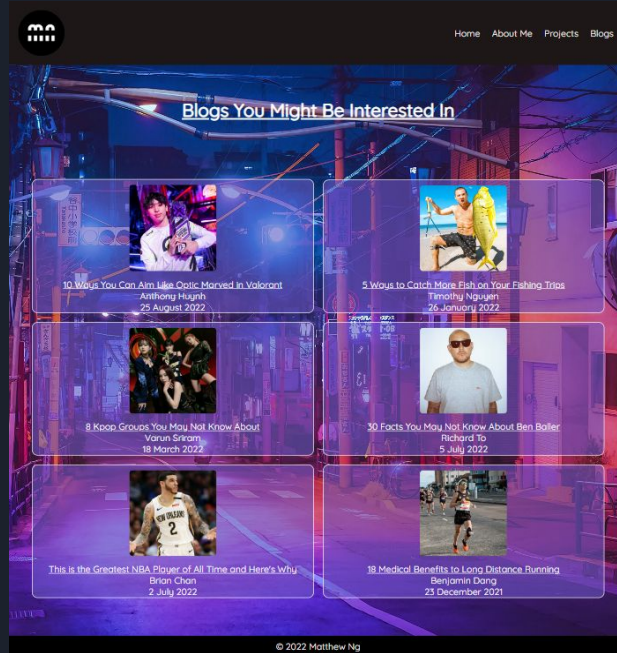 Home About Me Projects Blogs
Blogs You Might Be Interested In
10 Ways You Can Aim Like Optic Marved in Valorant
Anthony Huynh
25 August 2022
5 Ways to Catch More Fish on Your Fishing Trips
Timothy Nguyen
26 January 2022
8 Kpop Groups You May Not Know About
Varun Sriram
18 March 2022
30 Facts You May Not Know About Ben Baller
Richard To
5 July 2022
NEW ORLEANS
2
This is the Greatest NBA Player of All Time and Here's Why
Brian Chan
2 July 2022
18 Medical Benefits to Long Distance Running
Benjamin Dang
23 December 2021
© 2022 Matthew Ng